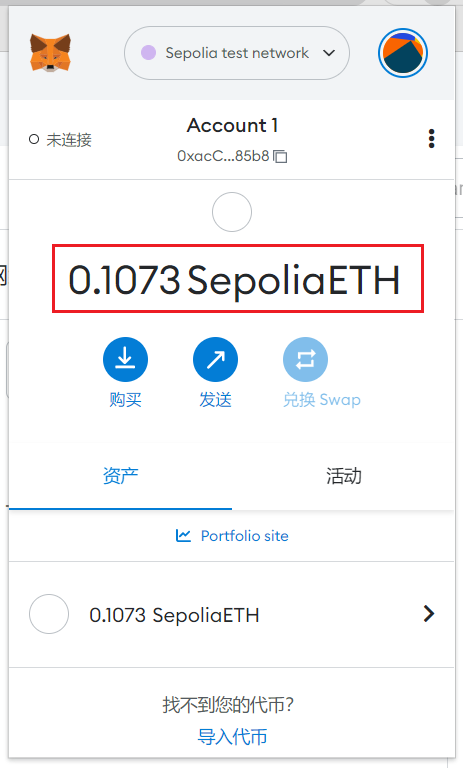 Sepolia test network
未连接
Account 1
0xacC...85b8
0.1073 SepoliaETH
购买
发送
兑换 Swap
资产
活动
Portfolio site
0.1073 SepoliaETH
找不到您的代币?
导入代币